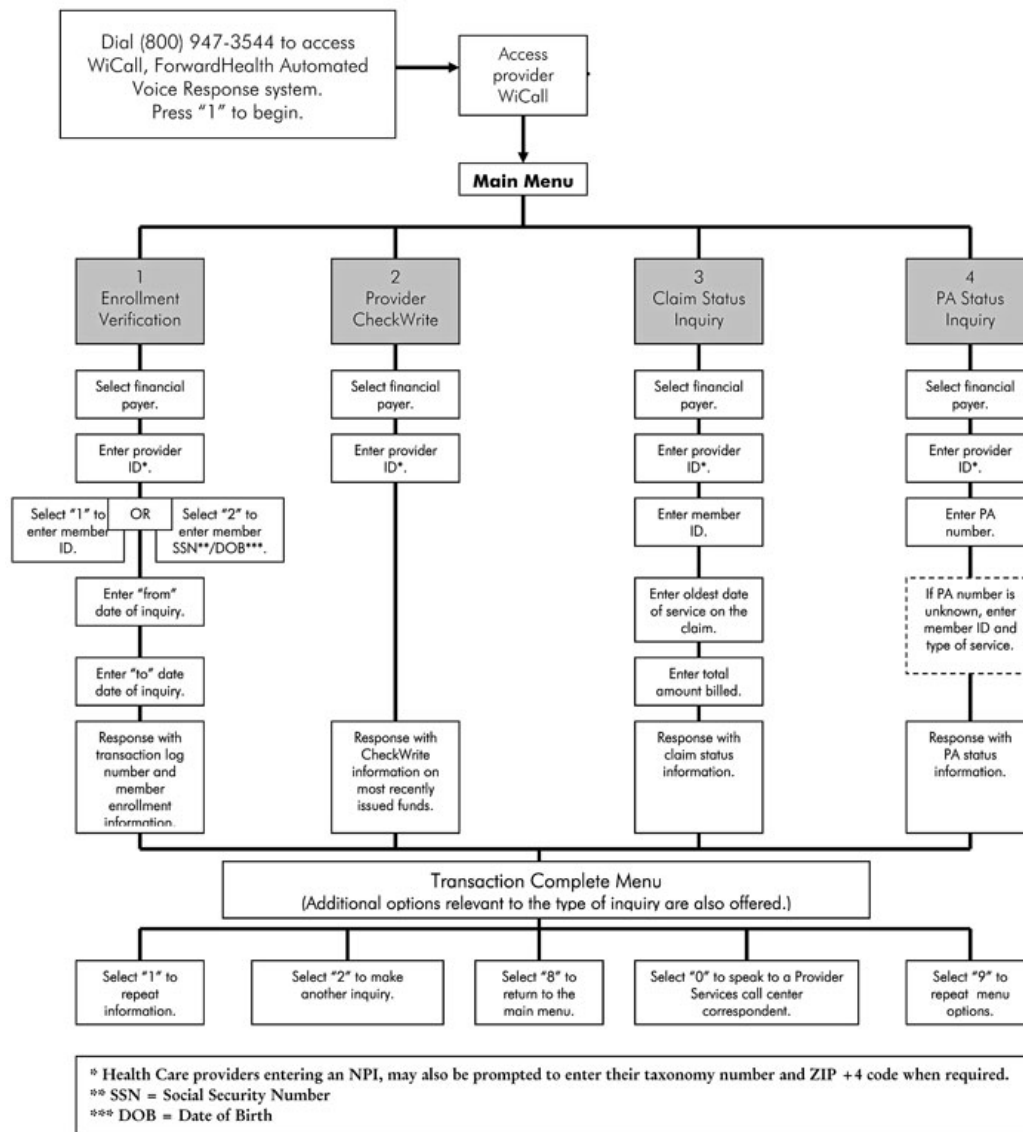 Dial (800) 947-3544 to access
WiCall, ForwardHealth Automated
Voice Response system.
Press “1” to begin.
Access
provider
WiCall
Main Menu
1
Enrollment
Verification
Select financial
payer.
Enter provider
ID*.
Select “1” to
enter member
ID.
OR
Select “2” to
enter member
SSN**/DOB***.
Enter “from”
date of inquiry.
Enter “to” date
date of inquiry.
Response with
transaction log
number and
member
enrollment
information.
2
Provider
CheckWrite
Select financial
payer.
Enter provider
ID*.
Response with
CheckWrite
information on
most recently
issued funds.
3
Claim Status
Inquiry
Select financial
payer.
Enter provider
ID*.
Enter member
ID.
Enter oldest date
of service on the
claim.
Enter total
amount billed.
Response with
claim status
information.
4
PA Status
Inquiry
Select financial
payer.
Enter provider
ID*.
Enter PA
number.
If PA number is
unknown, enter
member ID and
type of service.
Response with
PA status
information.
Transaction Complete Menu
(Additional options relevant to the type of inquiry are also offered.)
Select “1” to
repeat
information.
Select “2” to make
another inquiry.
Select “8” to
return to the
main menu.
Select “0” to speak to a Provider
Services call center
correspondent.
Select “9” to
repeat menu
options.
* Health Care providers entering an NPI, may also be prompted to enter their taxonomy number and ZIP +4 code when required.
** SSN = Social Security Number
*** DOB = Date of Birth